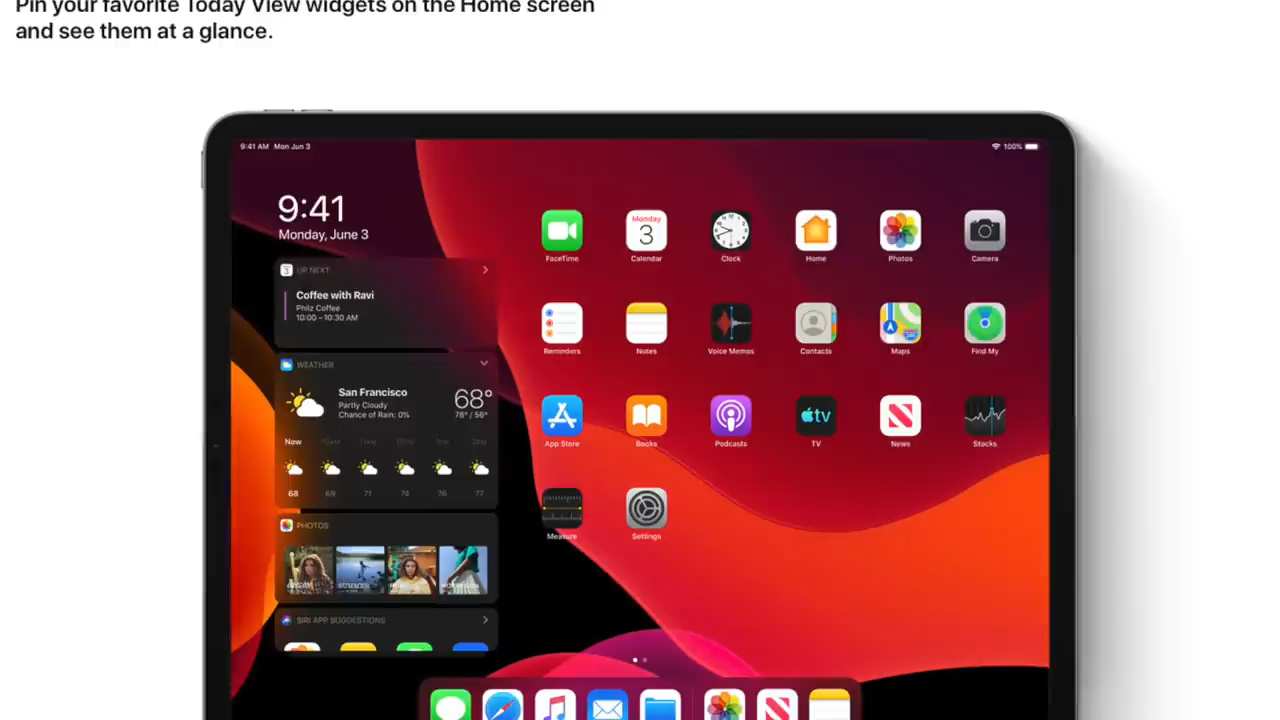 Pin your favorite Today View widgets on the Home screen
and see them at a glance.
9:41 AM Mon Jun 3
100%
9:41
Monday, June 3
3 UP NEXT
Coffee with Ravi
Philz Coffee
10:00 – 10:30 AM
WEATHER
San Francisco
Partly Cloudy
Chance of Rain: 0%
68°
78° / 56°
Now
68 69 71 74 76 77
PHOTOS
SUMMER
SIRI APP SUGGESTIONS
Monday
3
FaceTime Calendar Clock Home Photos Camera
Reminders Notes Voice Memos Contacts Maps Find My
tv
App Store Books Podcasts TV News Stocks
Measure Settings